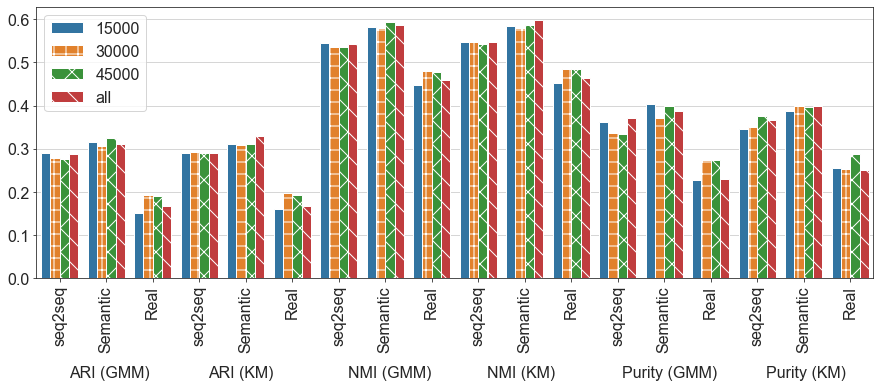 0.6
0.5
0.4
0.3
0.2
0.1
0.0
15000
30000
45000
all
seq2seq
Semantic
Real
seq2seq
Semantic
Real
seq2seq
Semantic
Real
seq2seq
Semantic
Real
seq2seq
Semantic
Real
seq2seq
Semantic
Real
ARI (GMM)
ARI (KM)
NMI (GMM)
NMI (KM)
Purity (GMM)
Purity (KM)